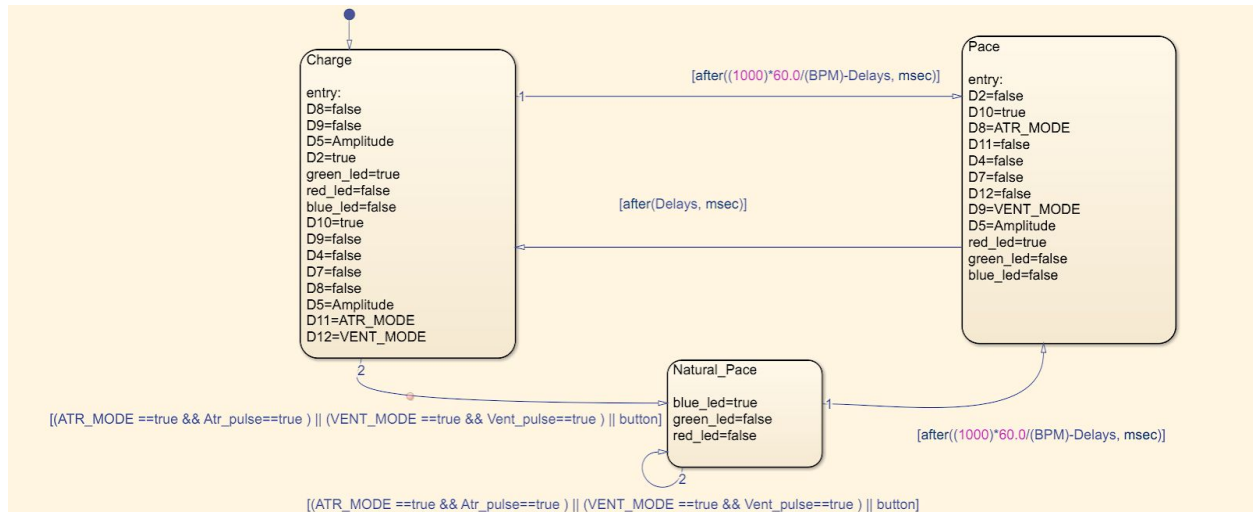 Charge
entry:
D8=false
D9=false
D5=Amplitude
D2=true
green_led=true
red_led=false
blue_led=false
D10=true
D9=false
D4=false
D7=false
D8=false
D5=Amplitude
D11=ATR_MODE
D12=VENT_MODE
1
[after((1000)*60.0/(BPM)-Delays, msec)]
Pace
entry:
D2=false
D10=true
D8=ATR_MODE
D11=false
D4=false
D7=false
D12=false
D9=VENT_MODE
D5=Amplitude
red_led=true
green_led=false
blue_led=false
[after(Delays, msec)]
2
[(ATR_MODE ==true && Atr_pulse==true ) || (VENT_MODE ==true && Vent_pulse==true ) || button]
Natural_Pace
blue_led=true
green_led=false
red_led=false
1
[after((1000)*60.0/(BPM)-Delays, msec)]
2
[(ATR_MODE ==true && Atr_pulse==true ) || (VENT_MODE ==true && Vent_pulse==true ) || button]